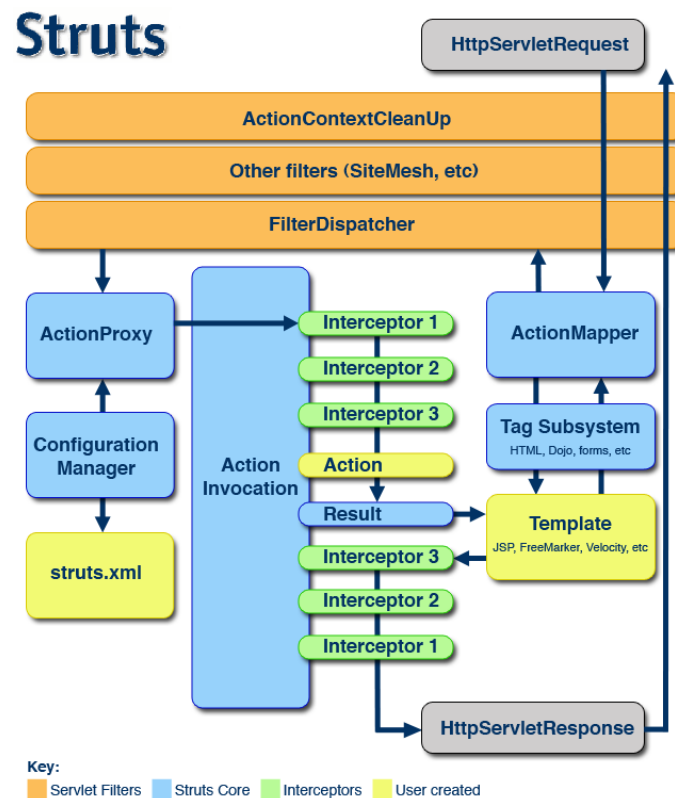 Struts
HttpServletRequest
ActionContextCleanUp
Other filters (SiteMesh, etc)
FilterDispatcher
ActionProxy
Interceptor 1
ActionMapper
Interceptor 2
Interceptor 3
Tag Subsystem
HTML, Dojo, forms, etc
Configuration
Manager
Action
Invocation
Action
Result
Template
JSP, FreeMarker, Velocity, etc
struts.xml
Interceptor 3
Interceptor 2
Interceptor 1
HttpServletResponse
Key:
Servlet Filters
Struts Core
Interceptors
User created